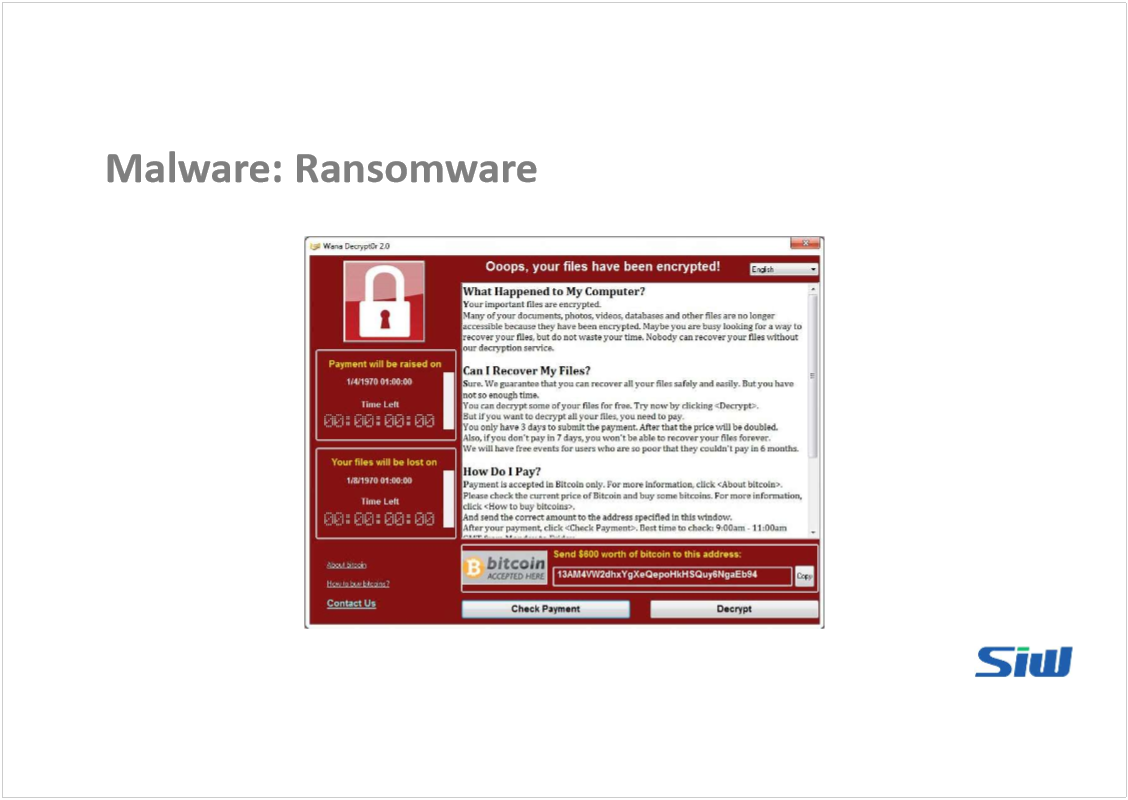 Malware: Ransomware
Wana Decrypt0r 2.0
Ooops, your files have been encrypted!
English
What Happened to My Computer?
Your important files are encrypted.
Many of your documents, photos, videos, databases and other files are no longer
accessible because they have been encrypted. Maybe you are busy looking for a way to
recover your files, but do not waste your time. Nobody can recover your files without
our decryption service.
Can I Recover My Files?
Sure. We guarantee that you can recover all your files safely and easily. But you have
not so enough time.
You can decrypt some of your files for free. Try now by clicking <Decrypt>.
But if you want to decrypt all your files, you need to pay.
You only have 3 days to submit the payment. After that the price will be doubled.
Also, if you don't pay in 7 days, you won't be able to recover your files forever.
We will have free events for users who are so poor that they couldn't pay in 6 months.
How Do I Pay?
Payment is accepted in Bitcoin only. For more information, click <About bitcoin>.
Please check the current price of Bitcoin and buy some bitcoins. For more information,
click <How to buy bitcoins>.
And send the correct amount to the address specified in this window.
After your payment, click <Check Payment>. Best time to check: 9:00am - 11:00am
GMT from Monday to Friday.
Payment will be raised on
1/4/1970 01:00:00
Time Left
00:00:00:00
Your files will be lost on
1/8/1970 01:00:00
Time Left
00:00:00:00
About bitcoin
How to buy bitcoins?
Contact Us
bitcoin
ACCEPTED HERE
Send $600 worth of bitcoin to this address:
13AM4VW2dhxYgXeQepoHkHSQuy6NgaEb94
Copy
Check Payment
Decrypt
Siw